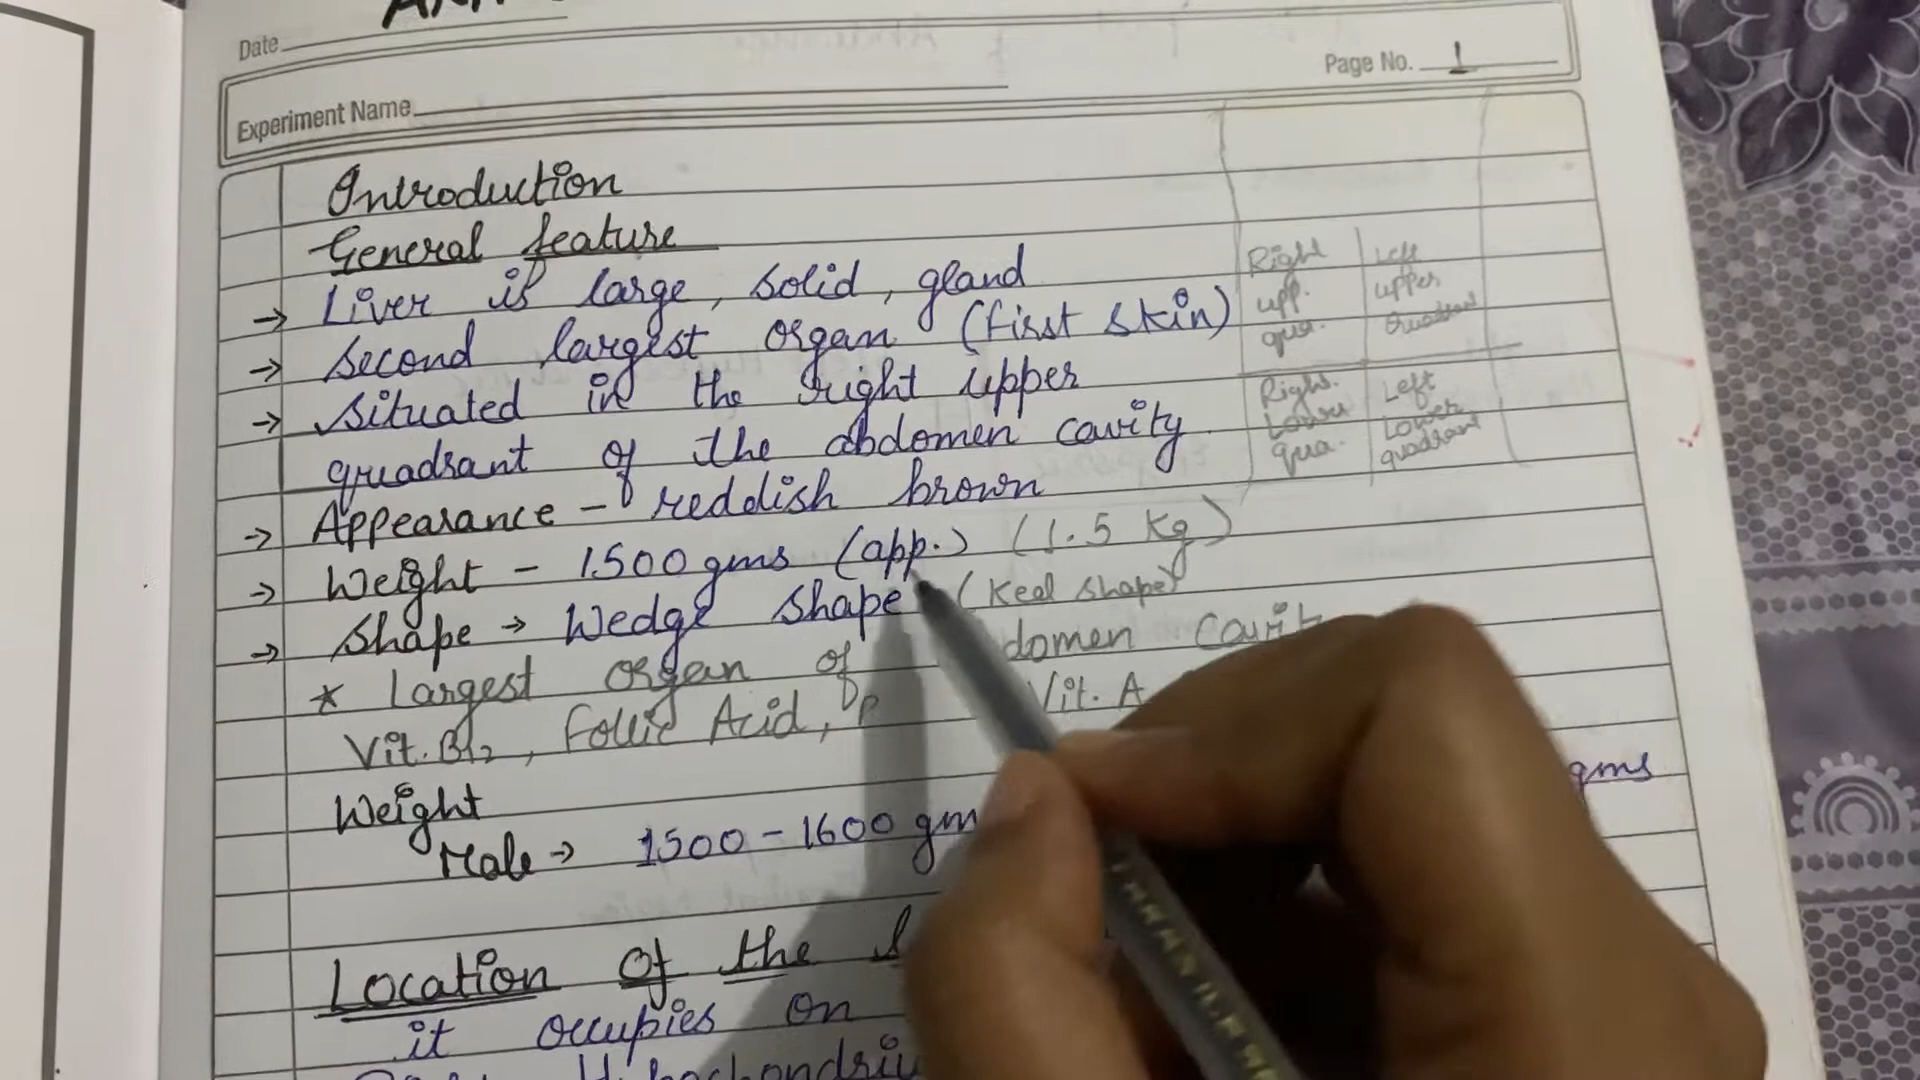 Date
Page No. 1
Experiment Name
Introduction
General feature
→ Liver is large, solid, gland
→ second largest organ (first skin)
→ situated in the right upper
quadrant of the abdomen cavity
→ Appearance - reddish brown
→ Weight - 1500 gms (app.) (1.5 Kg)
→ Shape → Wedge shape (Keel shape)
* Largest organ of domen
Vit. B12, Follic Acid, Vit. A
gms
Weight
Male → 1500 - 1600 gm
Location of the
it occupies on
Right Left
upp. upper
qua. Quadrant
Right. Left
Lower Lower
qua. quadrant